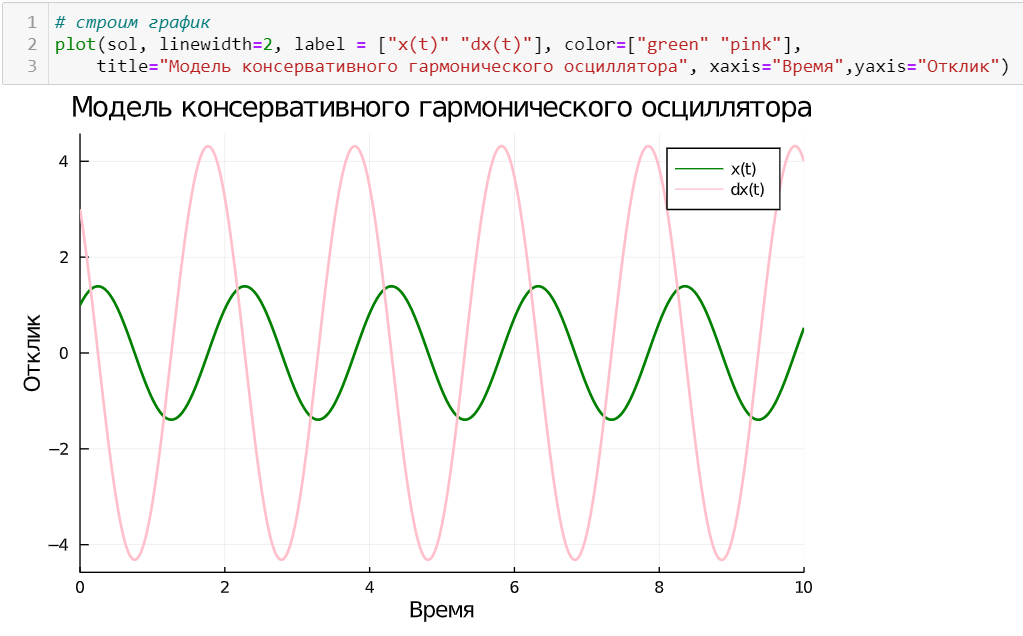 1 # строим график
2 plot(sol, linewidth=2, label = ["x(t)" "dx(t)"], color=["green" "pink"],
3 title="Модель консервативного гармонического осциллятора", xaxis="Время",yaxis="Отклик")
Модель консервативного гармонического осциллятора
x(t)
dx(t)
4
2
0
−2
−4
Отклик
0 2 4 6 8 10
Время